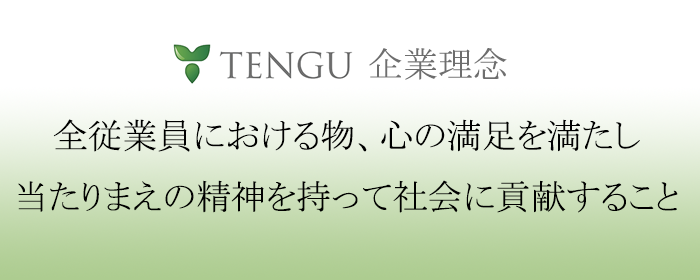 TENGU 企業理念
全従業員における物、心の満足を満たし
当たりまえの精神を持って社会に貢献すること